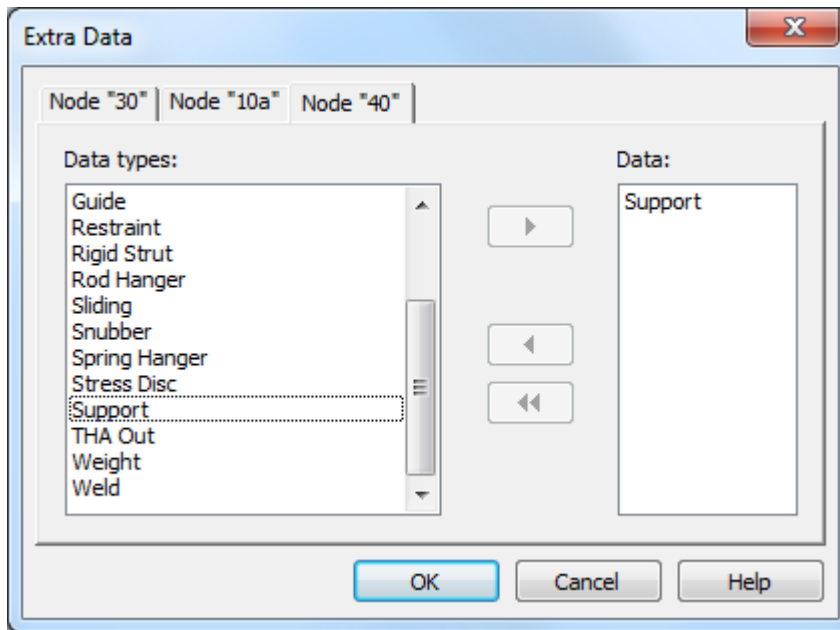 Extra Data
Node "30" Node "10a" Node "40"
Data types:
Data:
Guide
Restraint
Rigid Strut
Rod Hanger
Sliding
Snubber
Spring Hanger
Stress Disc
Support
THA Out
Weight
Weld
Support
OK Cancel Help